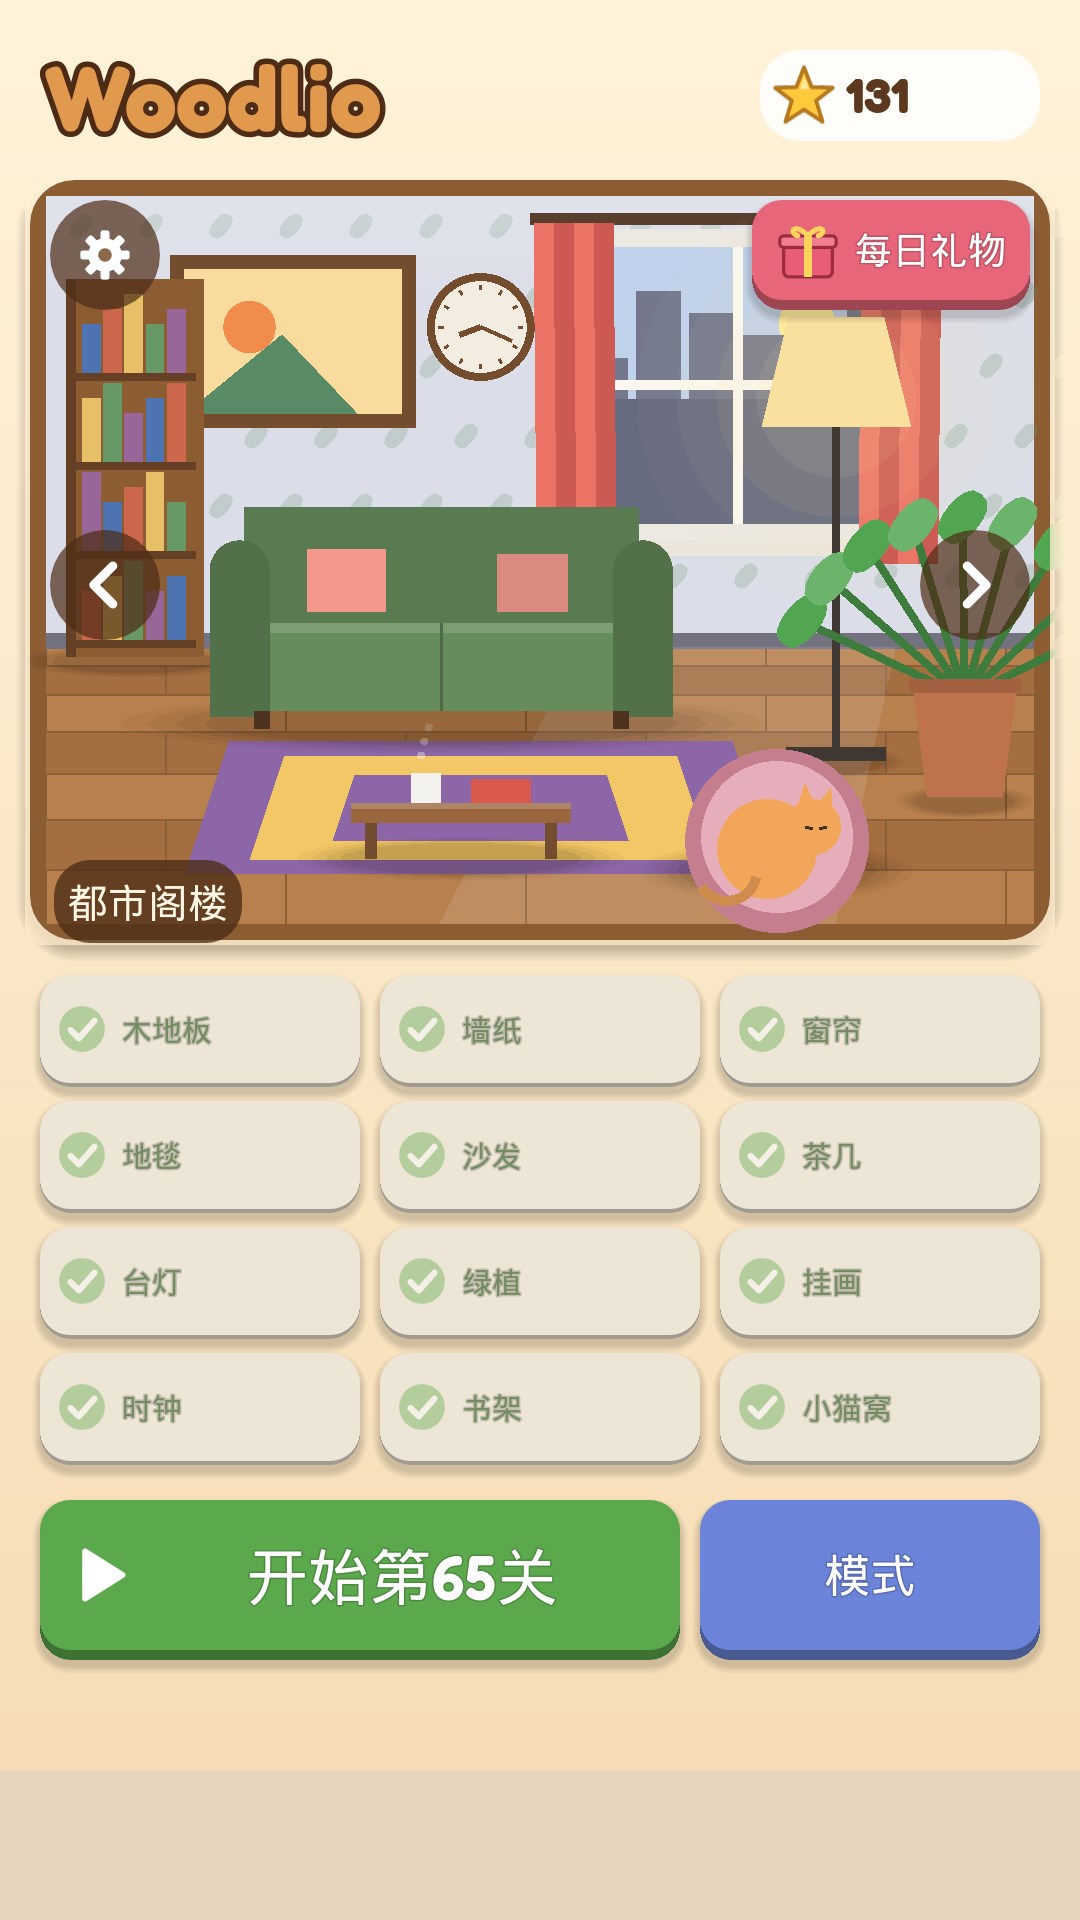 Woodlio
131
每日礼物
都市阁楼
木地板
墙纸
窗帘
地毯
沙发
茶几
台灯
绿植
挂画
时钟
书架
小猫窝
开始第65关
模式